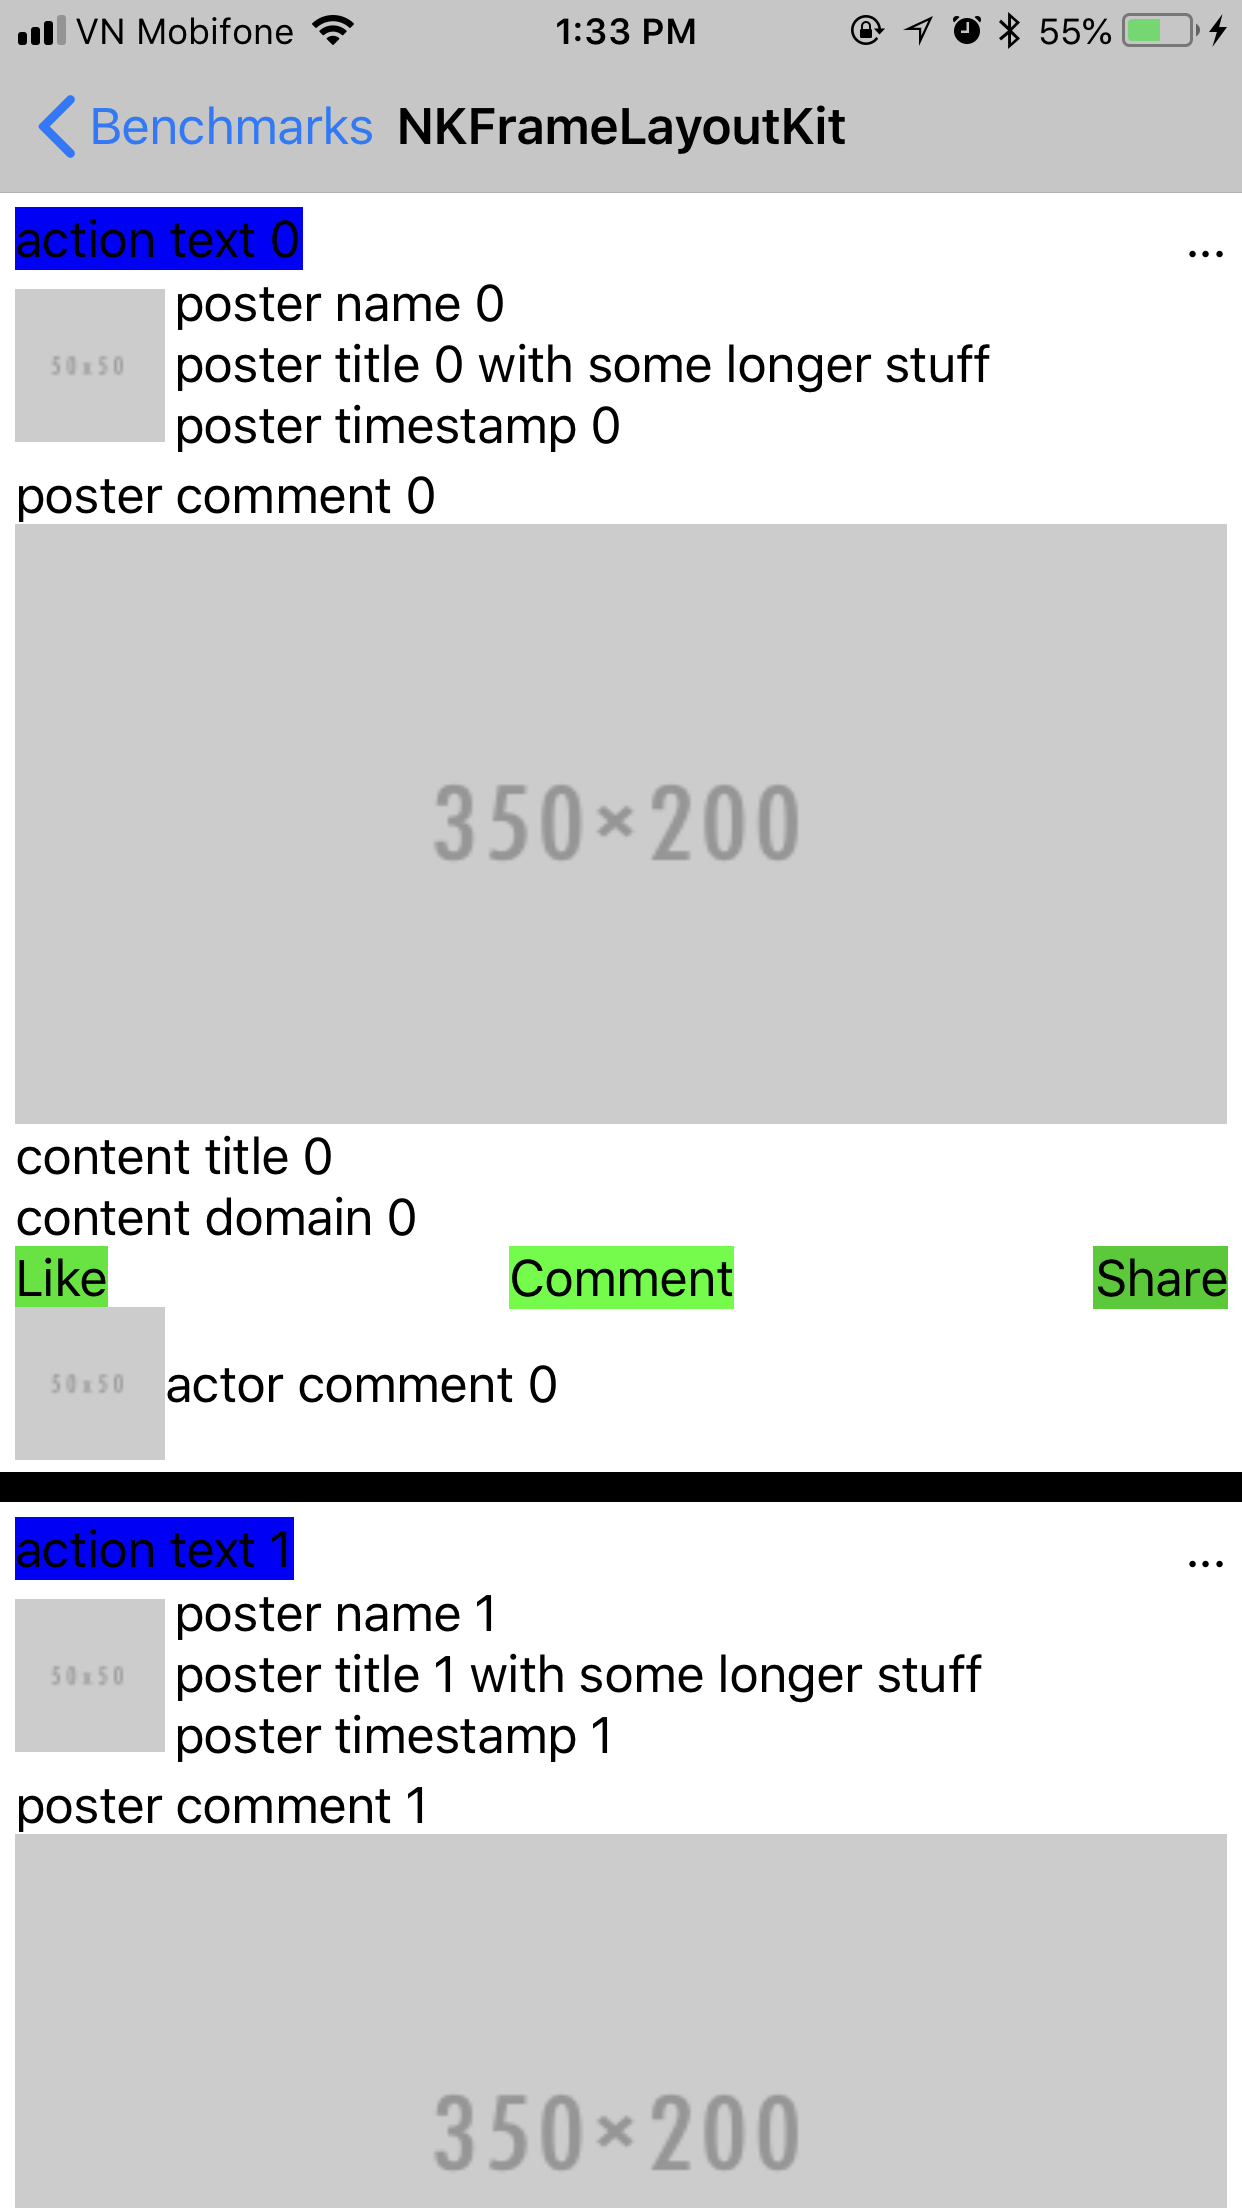 VN Mobifone 1:33 PM 55%
Benchmarks NKFrameLayoutKit
action text 0 ...
50x50
poster name 0
poster title 0 with some longer stuff
poster timestamp 0
poster comment 0
350×200
content title 0
content domain 0
Like Comment Share
50x50
actor comment 0
action text 1 ...
50x50
poster name 1
poster title 1 with some longer stuff
poster timestamp 1
poster comment 1
350×200